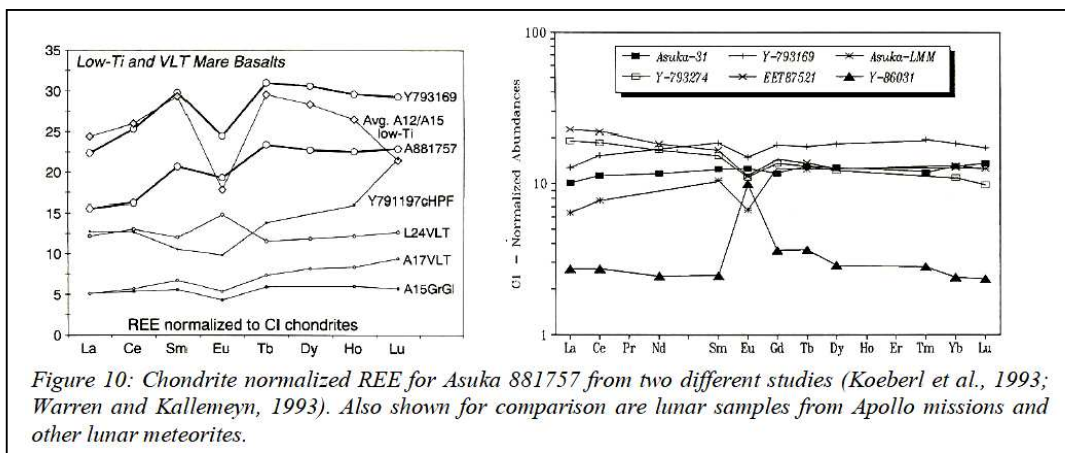 Low-Ti and VLT Mare Basalts
35
30
25
20
15
10
5
0
Y793169
Avg. A12/A15
low-Ti
A881757
Y791197cHPF
L24VLT
A17VLT
A15GrGl
REE normalized to CI chondrites
La Ce Sm Eu Tb Dy Ho Lu
CI - Normalized Abundances
100
10
1
Asuka-31 Y-793169 Asuka-LMM
Y-793274 EET87521 Y-86031
La Ce Pr Nd Sm Eu Gd Tb Dy Ho Er Tm Yb Lu
Figure 10: Chondrite normalized REE for Asuka 881757 from two different studies (Koeberl et al., 1993;
Warren and Kallemeyn, 1993). Also shown for comparison are lunar samples from Apollo missions and
other lunar meteorites.